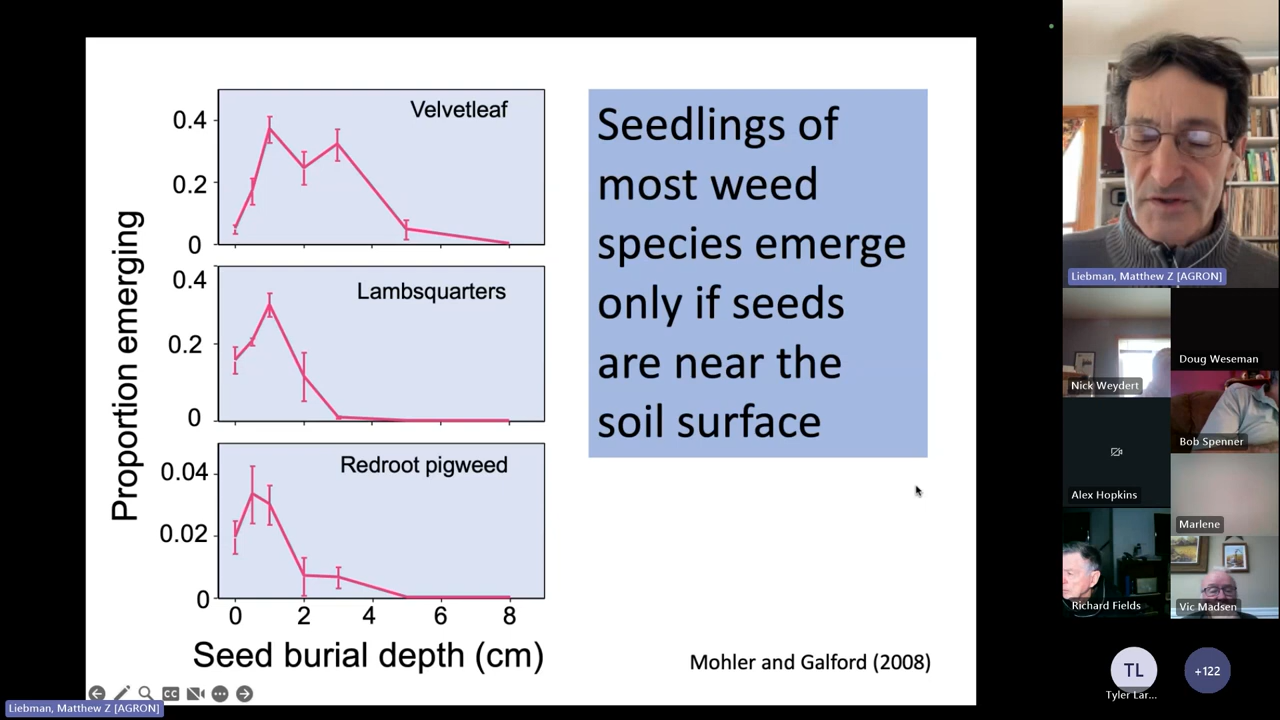 Velvetleaf
0.4
0.2
0
Lambsquarters
0.4
0.2
0
Redroot pigweed
0.04
0.02
0
0 2 4 6 8
Proportion emerging
Seed burial depth (cm)
Seedlings of
most weed
species emerge
only if seeds
are near the
soil surface
Mohler and Galford (2008)
CC
Liebman, Matthew Z [AGRON]
Liebman, Matthew Z [AGRON]
Nick Weydert
Doug Weseman
Bob Spenner
Alex Hopkins
Marlene
Richard Fields
Vic Madsen
TL
Tyler Lar...
+122